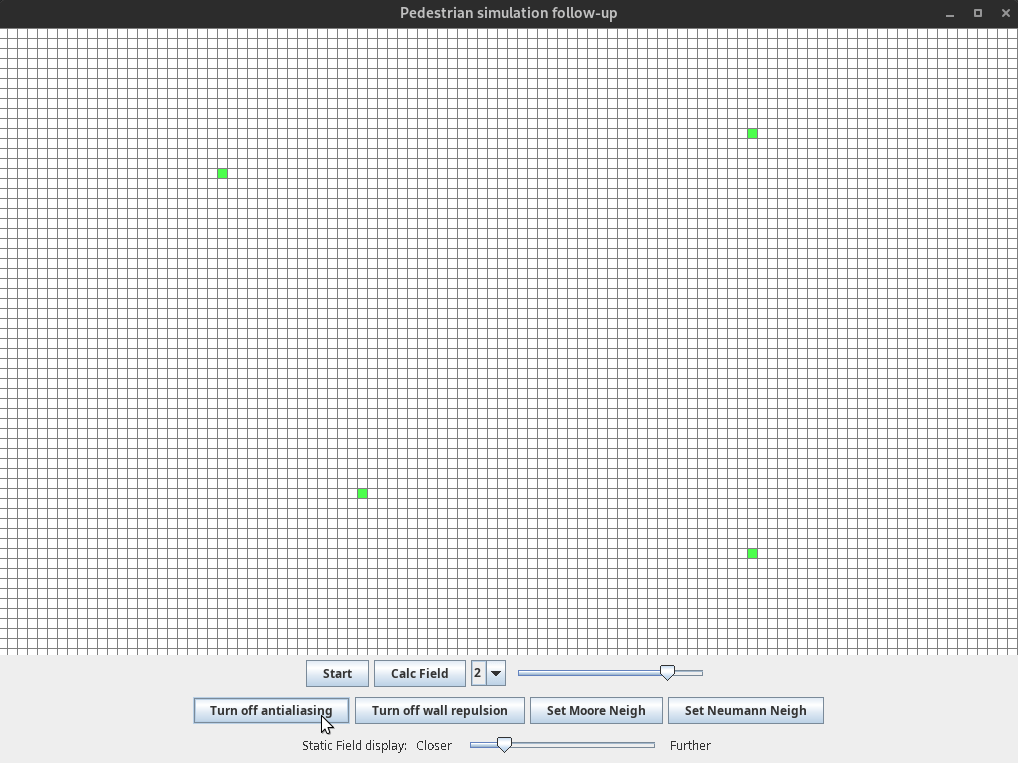 Pedestrian simulation follow-up
Start Calc Field 2
Turn off antialiasing Turn off wall repulsion Set Moore Neigh Set Neumann Neigh
Static Field display: Closer Further